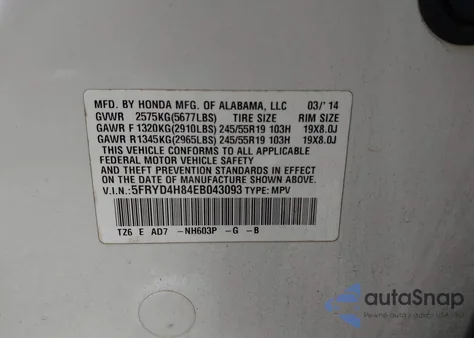 MFD. BY HONDA MFG. OF ALABAMA, LLC 03/'14
GVWR 2575KG(5677LBS) TIRE SIZE RIM SIZE
GAWR F 1320KG(2910LBS) 245/55R19 103H 19X8.0J
GAWR R1345KG(2965LBS) 245/55R19 103H 19X8.0J
THIS VEHICLE CONFORMS TO ALL APPLICABLE
FEDERAL MOTOR VEHICLE SAFETY
AND THEFT PREVENTION STANDARDS IN
EFFECT ON THE DATE OF MANUFACTURE SHOWN ABOVE.
V.I.N: 5FRYD4H84EB043093 TYPE: MPV
TZ6 E AD7 -NH603P -G -B
autoSnap